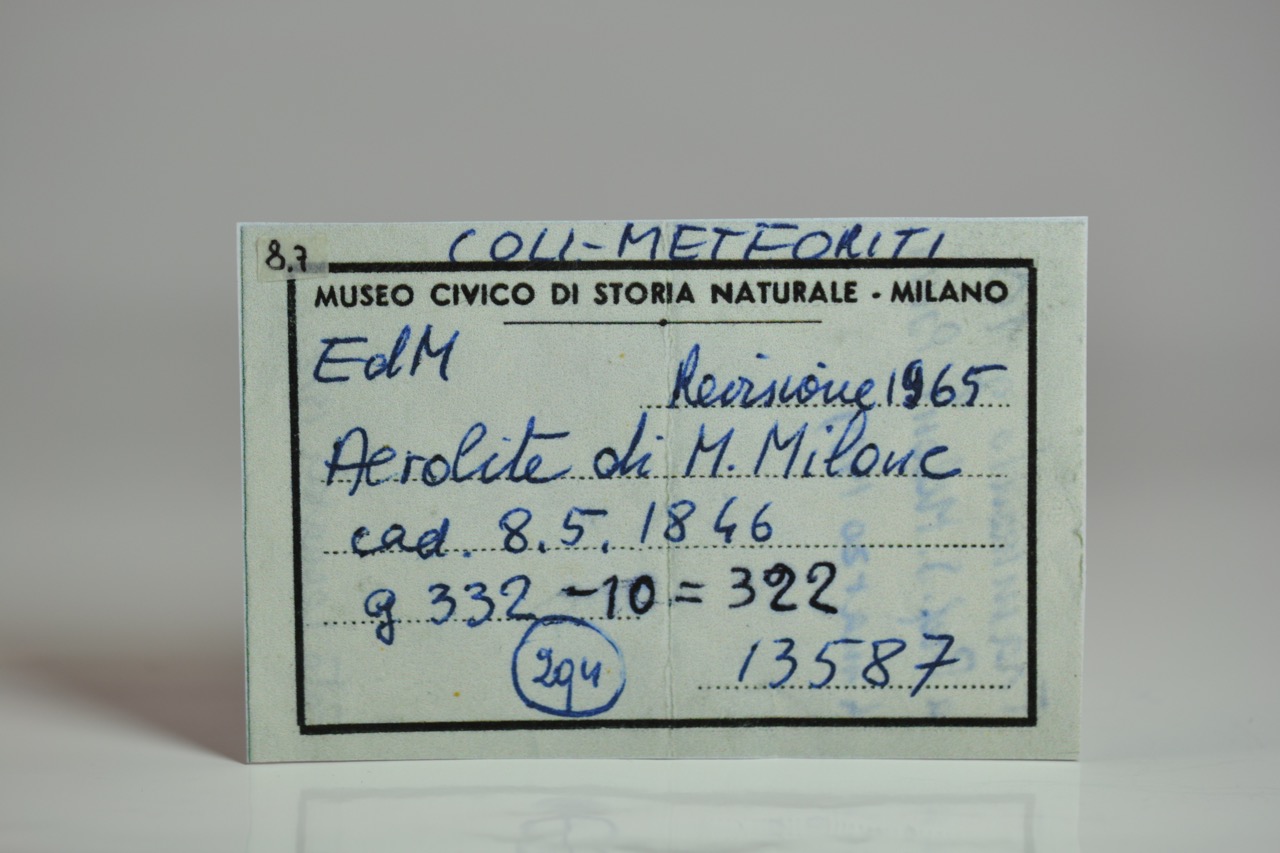 8.7
COLL-METEORITI
MUSEO CIVICO DI STORIA NATURALE - MILANO
EdM
Revisione 1965
Aerolite di M. Milone
cad. 8.5.1846
g 332 -10 = 322
294
13587